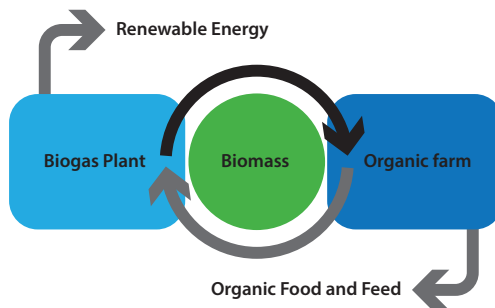 Renewable Energy
Biogas Plant
Biomass
Organic farm
Organic Food and Feed